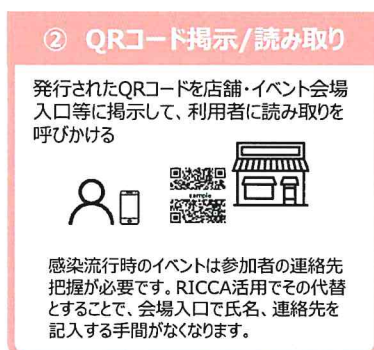 ② QRコード掲示/読み取り
発行されたQRコードを店舗・イベント会場
入口等に掲示して、利用者に読み取りを
呼びかける
sample
感染流行時のイベントは参加者の連絡先
把握が必要です。RICCA活用でその代替
とすることで、会場入口で氏名、連絡先を
記入する手間がなくなります。